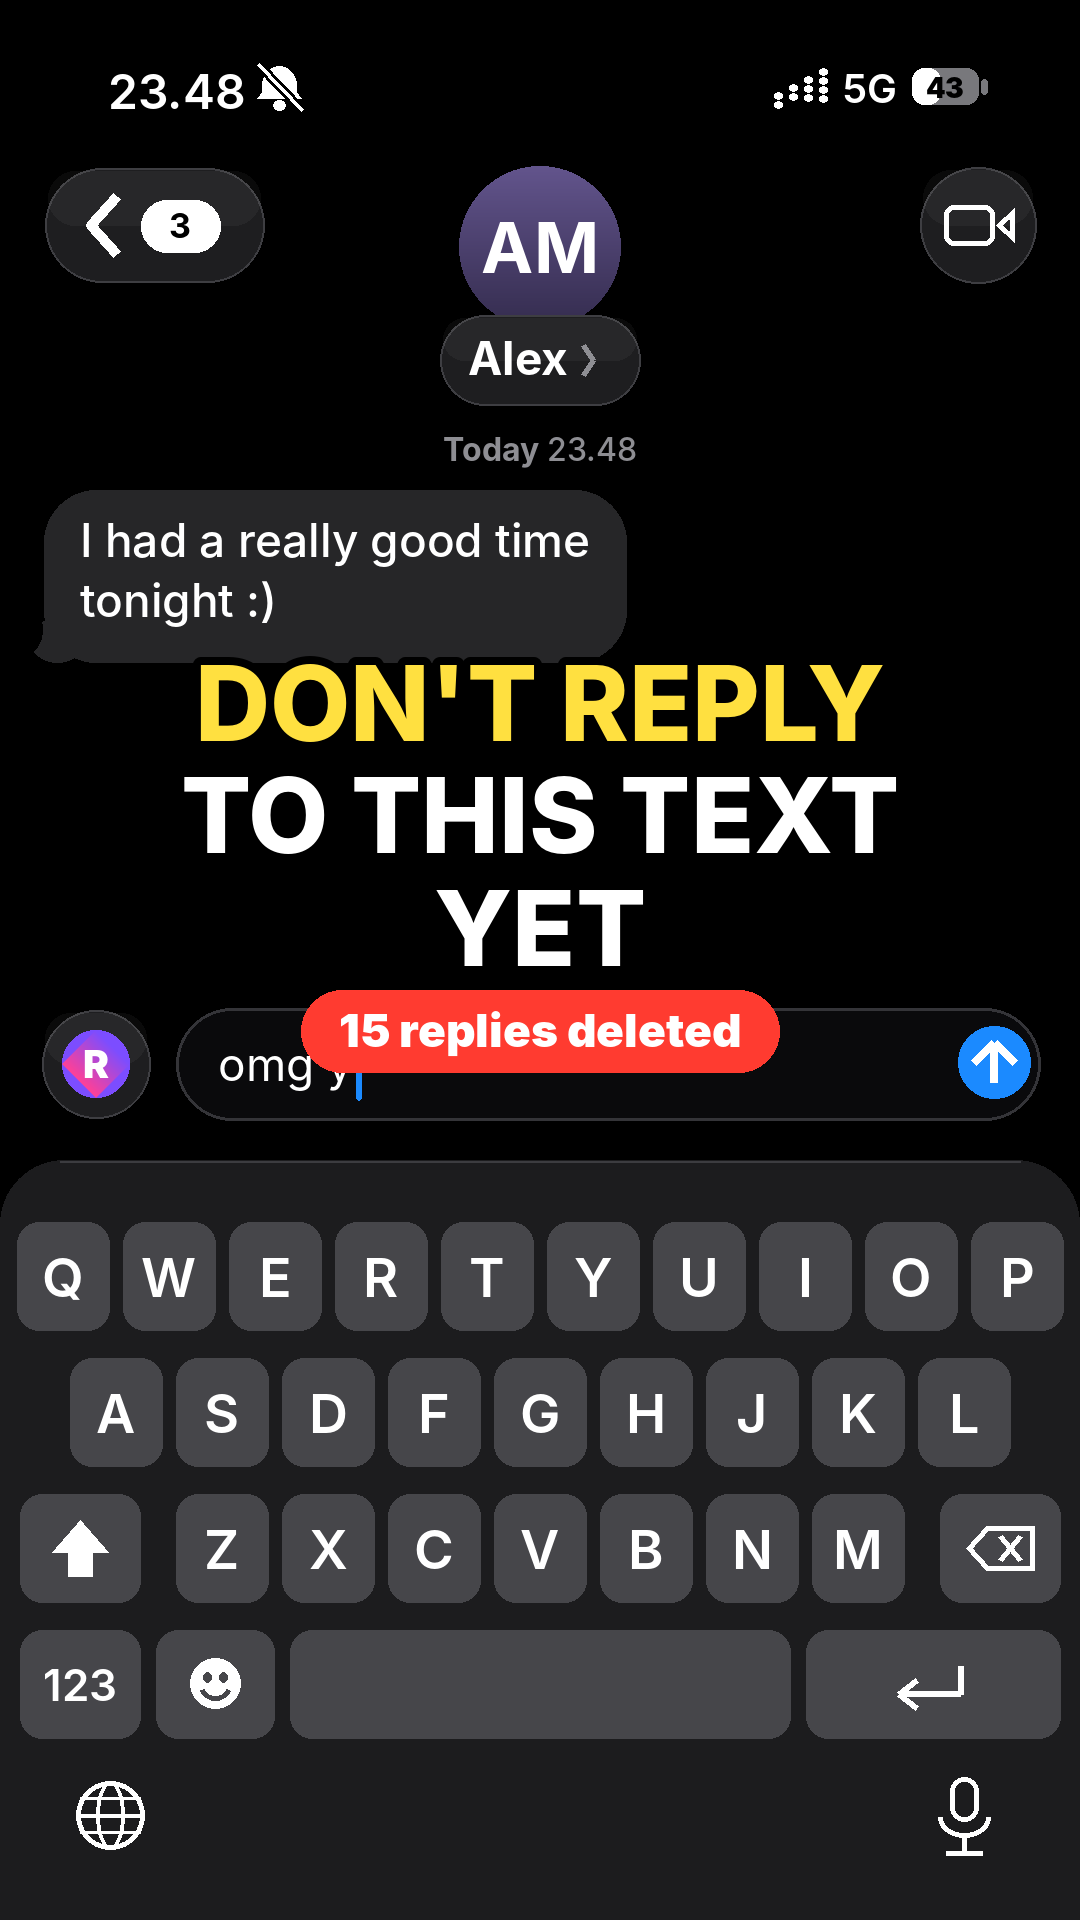 23.48
5G
43
3
AM
Alex
Today 23.48
I had a really good time
tonight :)
DON'T REPLY
TO THIS TEXT
YET
15 replies deleted
R
omg y
Q W E R T Y U I O P
A S D F G H J K L
Z X C V B N M
123